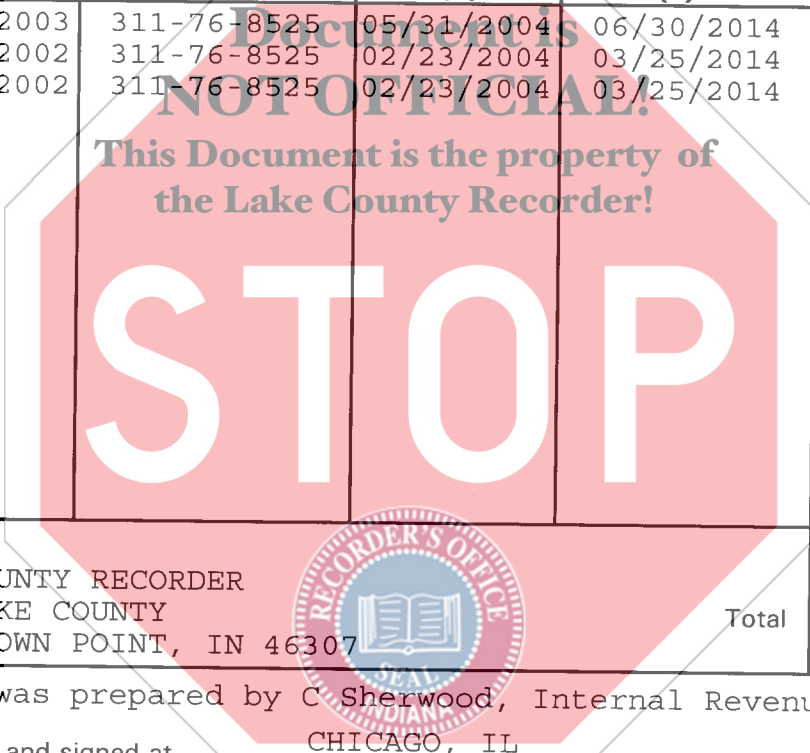 2003 311-76-8525 05/31/2004 06/30/2014
2002 311-76-8525 02/23/2004 03/25/2014
2002 311-76-8525 02/23/2004 03/25/2014
Document is
NOT OFFICIAL!
This Document is the property of
the Lake County Recorder!
STOP
RECORDER'S OFFICE
SEAL
INDIANA
UNTY RECORDER
KE COUNTY
OWN POINT, IN 46307
Total
was prepared by C Sherwood, Internal Revenu
and signed at
CHICAGO, IL